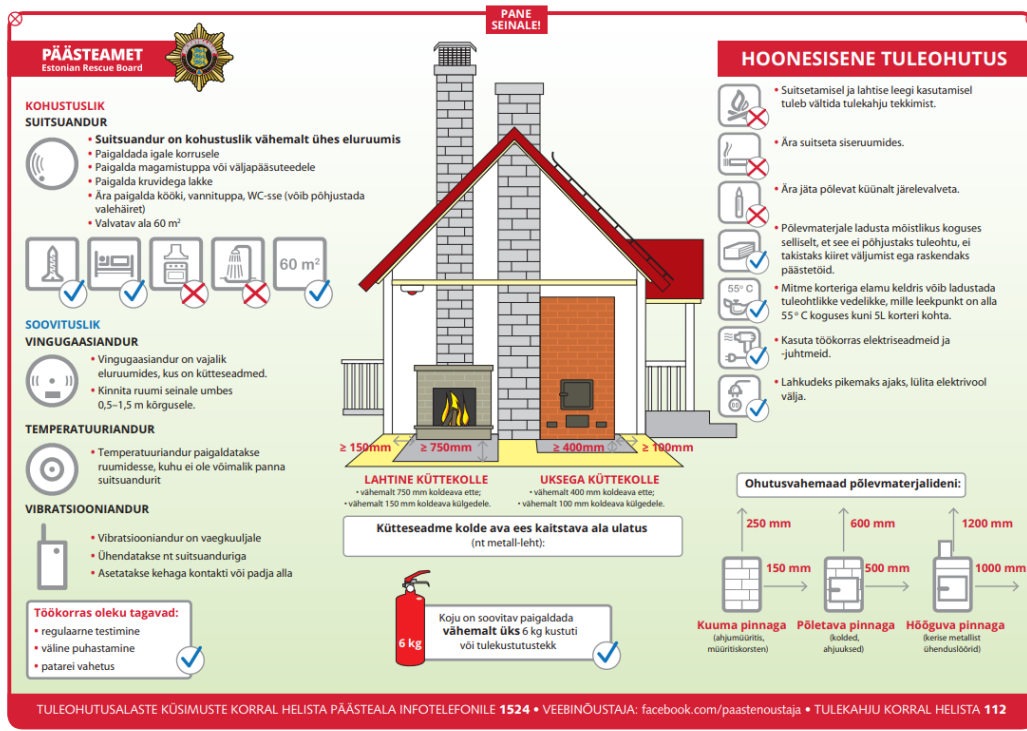 PANE
SEINALE!
PÄÄSTEAMET
Estonian Rescue Board
KOHUSTUSLIK
SUITSUANDUR
• Suitsuandur on kohustuslik vähemalt ühes eluruumis
• Paigaldada igale korrusele
• Paigalda magamistuppa või väljapääsuteedele
• Paigalda kruvidega lakke
• Ära paigalda kööki, vannituppa, WC-sse (võib põhjustada
valehäiret)
• Valvatav ala 60 m²
60 m²
SOOVITUSLIK
VINGUGAASIANDUR
• Vingugaasiandur on vajalik
eluruumides, kus on kütteseadmed.
• Kinnita ruumi seinale umbes
0,5–1,5 m kõrgusele.
TEMPERATUURIANDUR
• Temperatuuriandur paigaldatakse
ruumidesse, kuhu ei ole võimalik panna
suitsuandurit
VIBRATSIOONIANDUR
• Vibratsiooniandur on vaegkuuljale
• Ühendatakse nt suitsuanduriga
• Asetatakse kehaga kontakti või padja alla
Töökorras oleku tagavad:
• regulaarne testimine
• väline puhastamine
• patarei vahetus
≥ 150mm
≥ 750mm
≥ 400mm
≥ 100mm
LAHTINE KÜTTEKOLLE
• vähemalt 750 mm koldeava ette;
• vähemalt 150 mm koldeava külgedele.
UKSEGA KÜTTEKOLLE
• vähemalt 400 mm koldeava ette;
• vähemalt 100 mm koldeava külgedele.
Kütteseadme kolde ava ees kaitstava ala ulatus
(nt metall-leht):
6 kg
Koju on soovitav paigaldada
vähemalt üks 6 kg kustuti
või tulekustutustekk
HOONESISENE TULEOHUTUS
• Suitsetamisel ja lahtise leegi kasutamisel
tuleb vältida tulekahju tekkimist.
• Ära suitseta siseruumides.
• Ära jäta põlevat küünalt järelevalveta.
• Põlevmaterjale ladusta mõistlikus koguses
selliselt, et see ei põhjustaks tuleohtu, ei
takistaks kiiret väljumist ega raskendaks
päästetöid.
55° C
• Mitme korteriga elamu keldris võib ladustada
tuleohtlikke vedelikke, mille leekpunkt on alla
55° C koguses kuni 5L korteri kohta.
• Kasuta töökorras elektriseadmeid ja
-juhtmeid.
• Lahkudeks pikemaks ajaks, lülita elektrivool
välja.
Ohutusvahemaad põlevmaterjalideni:
250 mm
600 mm
1200 mm
150 mm
500 mm
1000 mm
Kuuma pinnaga
(ahjumüüritis,
müüritiskorsten)
Põletava pinnaga
(kolded,
ahjuuksed)
Hõõguva pinnaga
(kerise metallist
ühenduslõõrid)
TULEOHUTUSALASTE KÜSIMUSTE KORRAL HELISTA PÄÄSTEALA INFOTELEFONILE 1524 • VEEBINÕUSTAJA: facebook.com/paastenoustaja • TULEKAHJU KORRAL HELISTA 112